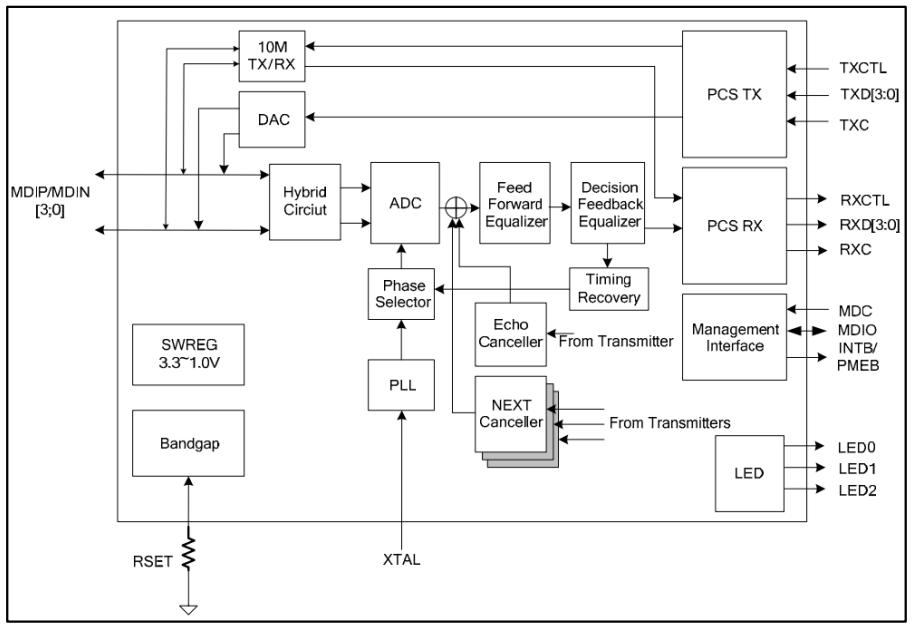 10M
TX/RX
DAC
PCS TX
TXCTL
TXD[3:0]
TXC
MDIP/MDIN
[3;0]
Hybrid
Circiut
ADC
Feed
Forward
Equalizer
Decision
Feedback
Equalizer
PCS RX
RXCTL
RXD[3:0]
RXC
Phase
Selector
Timing
Recovery
Echo
Canceller
From Transmitter
Management
Interface
MDC
MDIO
INTB/
PMEB
SWREG
3.3~1.0V
PLL
NEXT
Canceller
From Transmitters
Bandgap
LED
LED0
LED1
LED2
RSET
XTAL